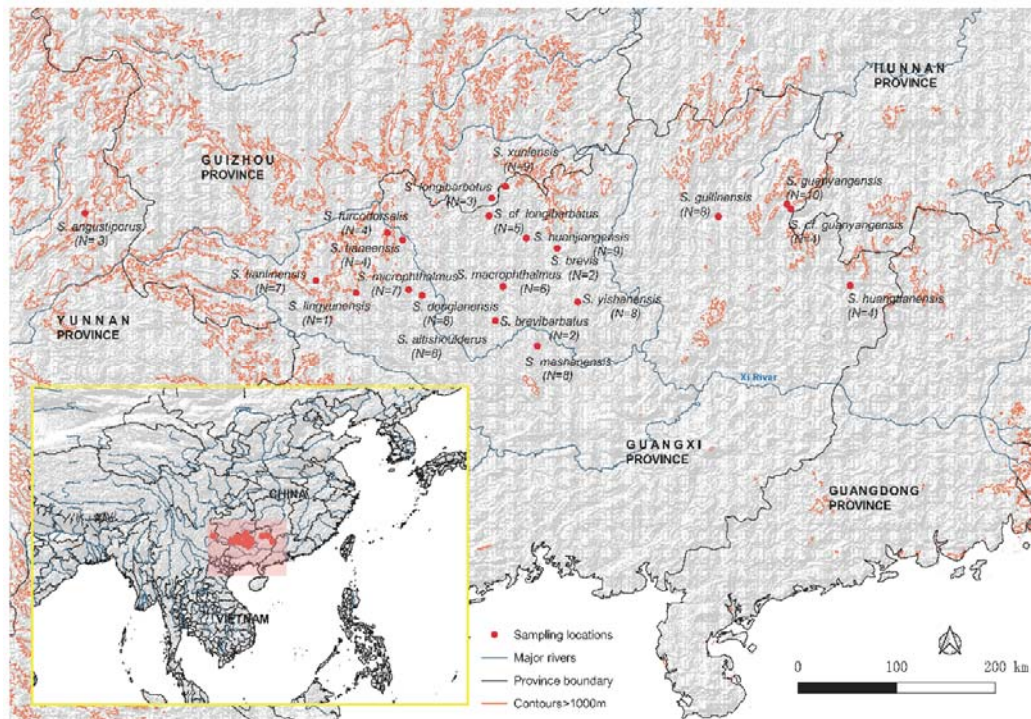 HUNNAN
PROVINCE
GUIZHOU
PROVINCE
S. xunlensis
(N=9)
S. longibarbatus
(N=3)
S. guanyangensis
(N=10)
S. guilinensis
(N=8)
S. angustiporus
(N= 3)
S. furcodorsalis
(N=4)
S. cf longibarbatus
(N=5)
S. cf. guanyangensis
(N=4)
S. tianeensis
(N=4)
S. huanjiangensis
(N=9)
S. brevis
(N=2)
S. tianlinensis
(N=7)
S. microphthalmus
(N=7)
S. macrophthalmus
(N=6)
S. lingyunensis
(N=1)
S. donglanensis
(N=8)
S. yishanensis
(N=8)
S. huangtianensis
(N=4)
YUNNAN
PROVINCE
S. altishoulderus
(N=8)
S. brevibarbatus
(N=2)
S. mashanensis
(N=8)
Xi River
GUANGXI
PROVINCE
GUANGDONG
PROVINCE
CHINA
VIETNAM
Sampling locations
Major rivers
Province boundary
Contours>1000m
0 100 200 km